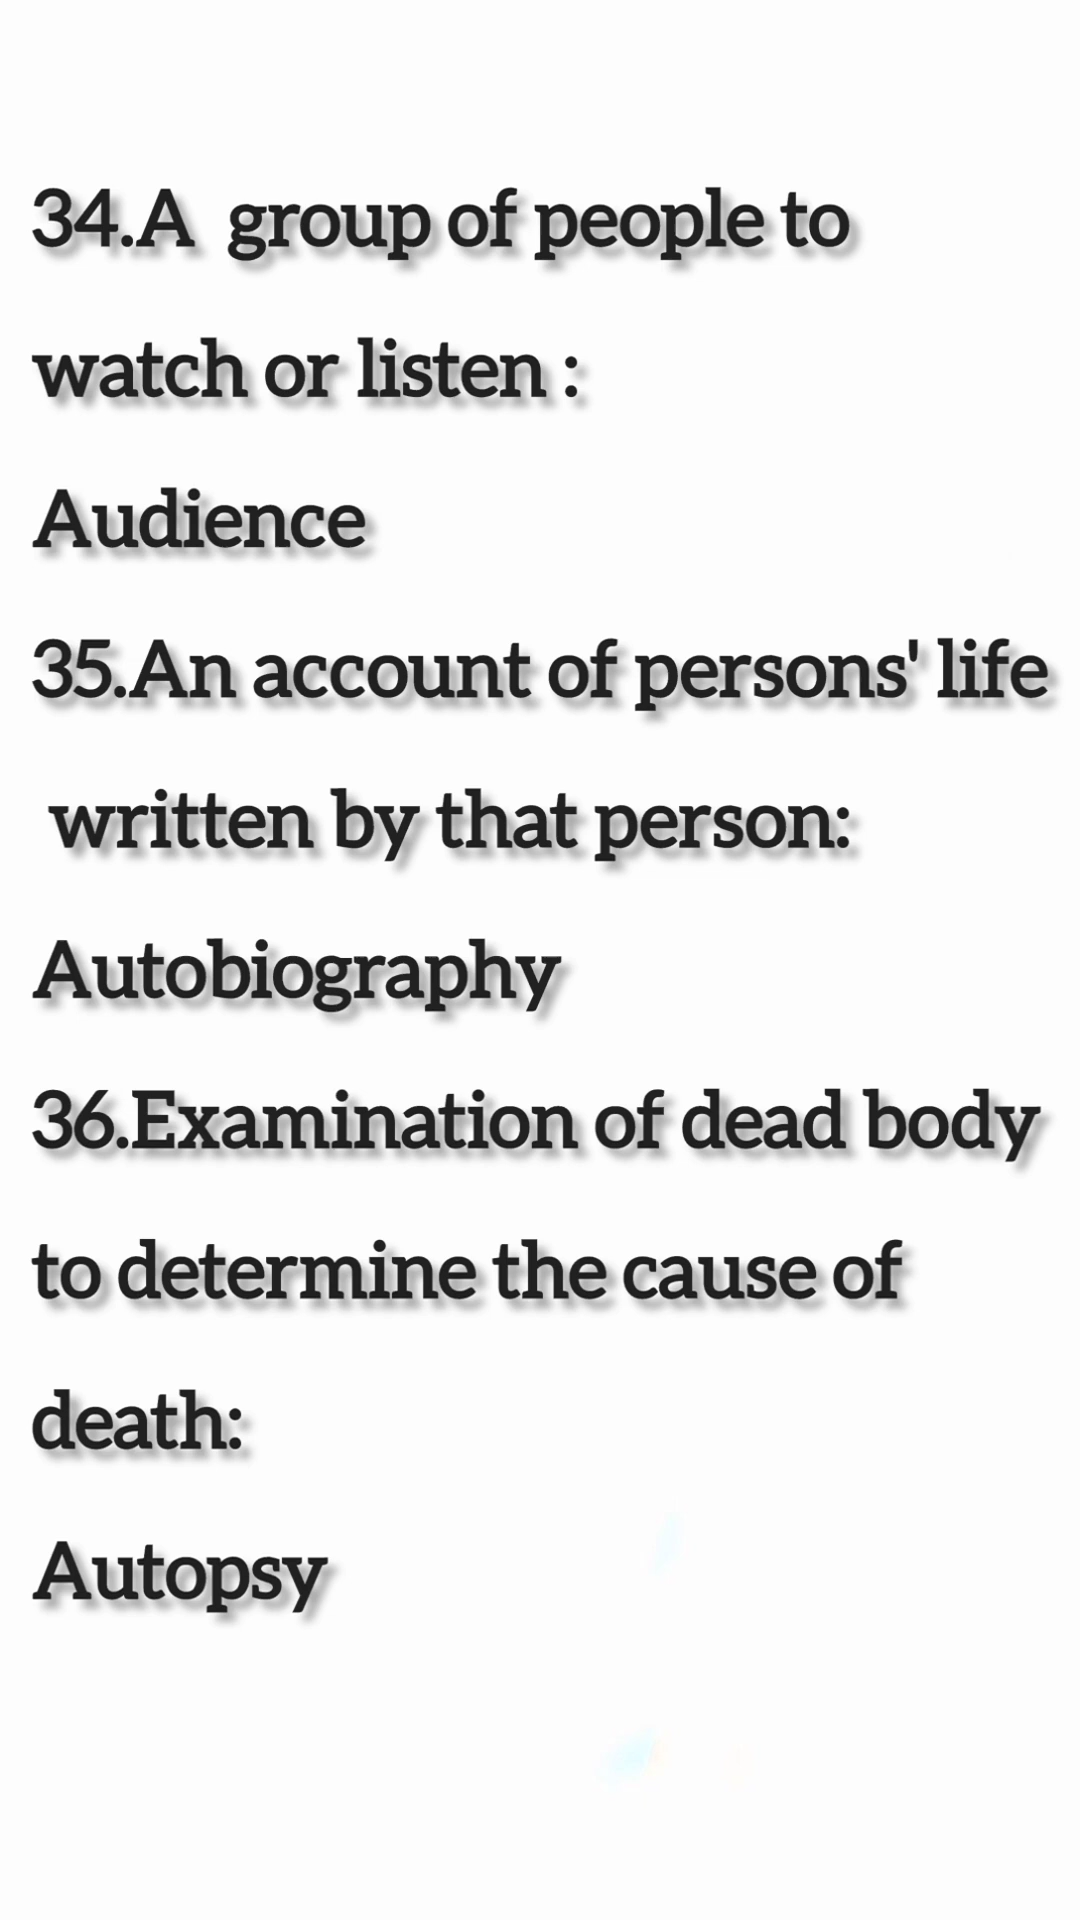 34.A  group of people to
watch or listen :
Audience
35.An account of persons' life
written by that person:
Autobiography
36.Examination of dead body
to determine the cause of
death:
Autopsy